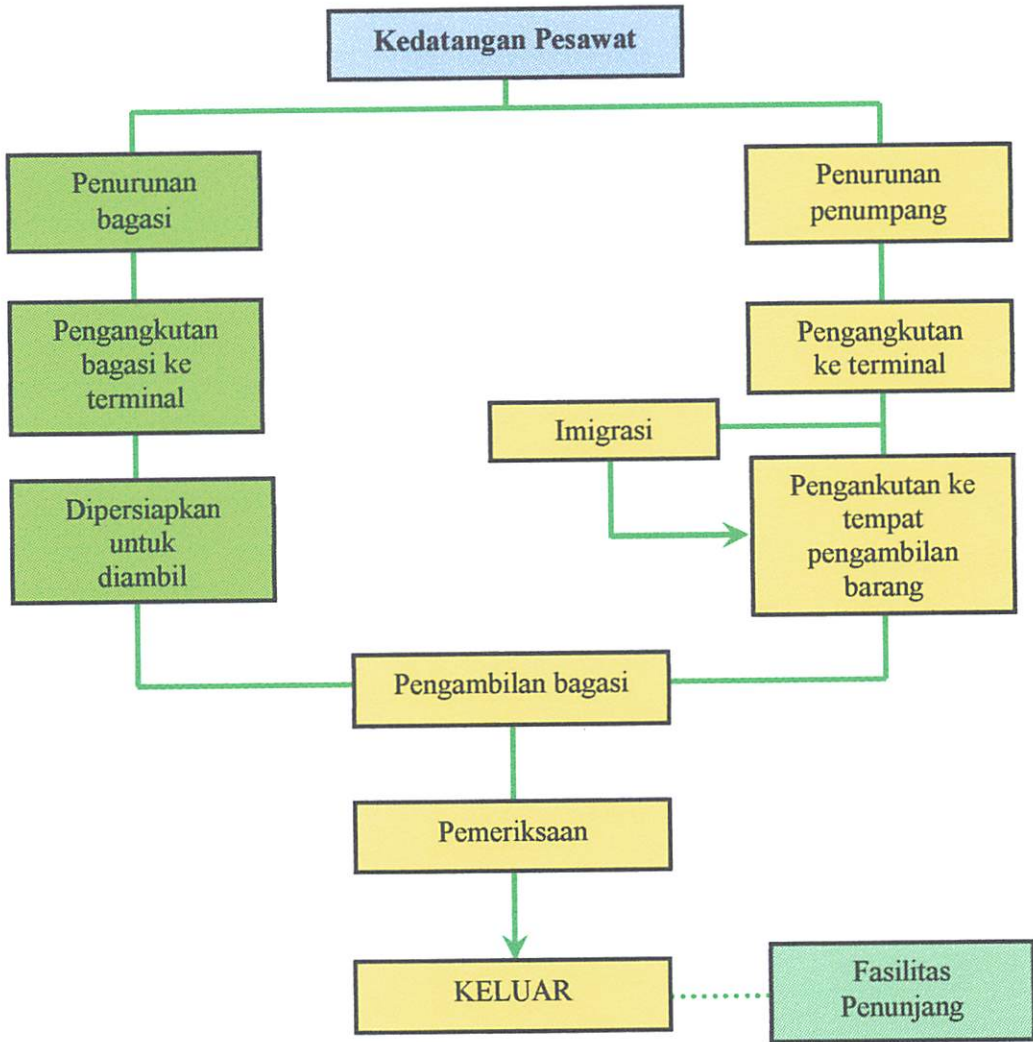 Kedatangan Pesawat
Penurunan
bagasi
Penurunan
penumpang
Pengangkutan
bagasi ke
terminal
Pengangkutan
ke terminal
Imigrasi
Dipersiapkan
untuk
diambil
Pengankutan ke
tempat
pengambilan
barang
Pengambilan bagasi
Pemeriksaan
KELUAR
Fasilitas
Penunjang